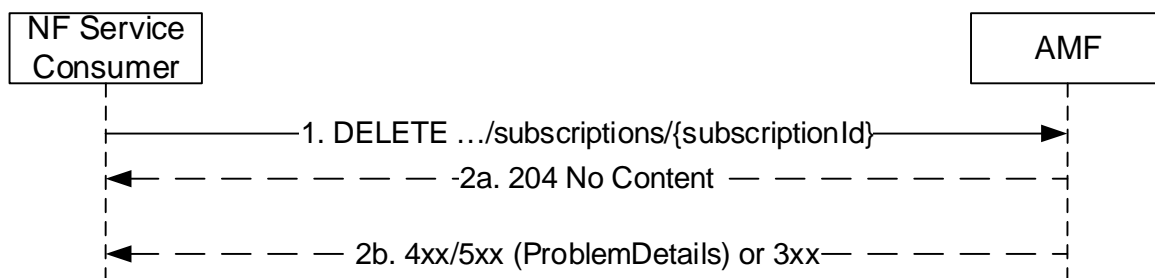 NF Service
Consumer
AMF
1. DELETE …/subscriptions/{subscriptionId}
2a. 204 No Content
2b. 4xx/5xx (ProblemDetails) or 3xx